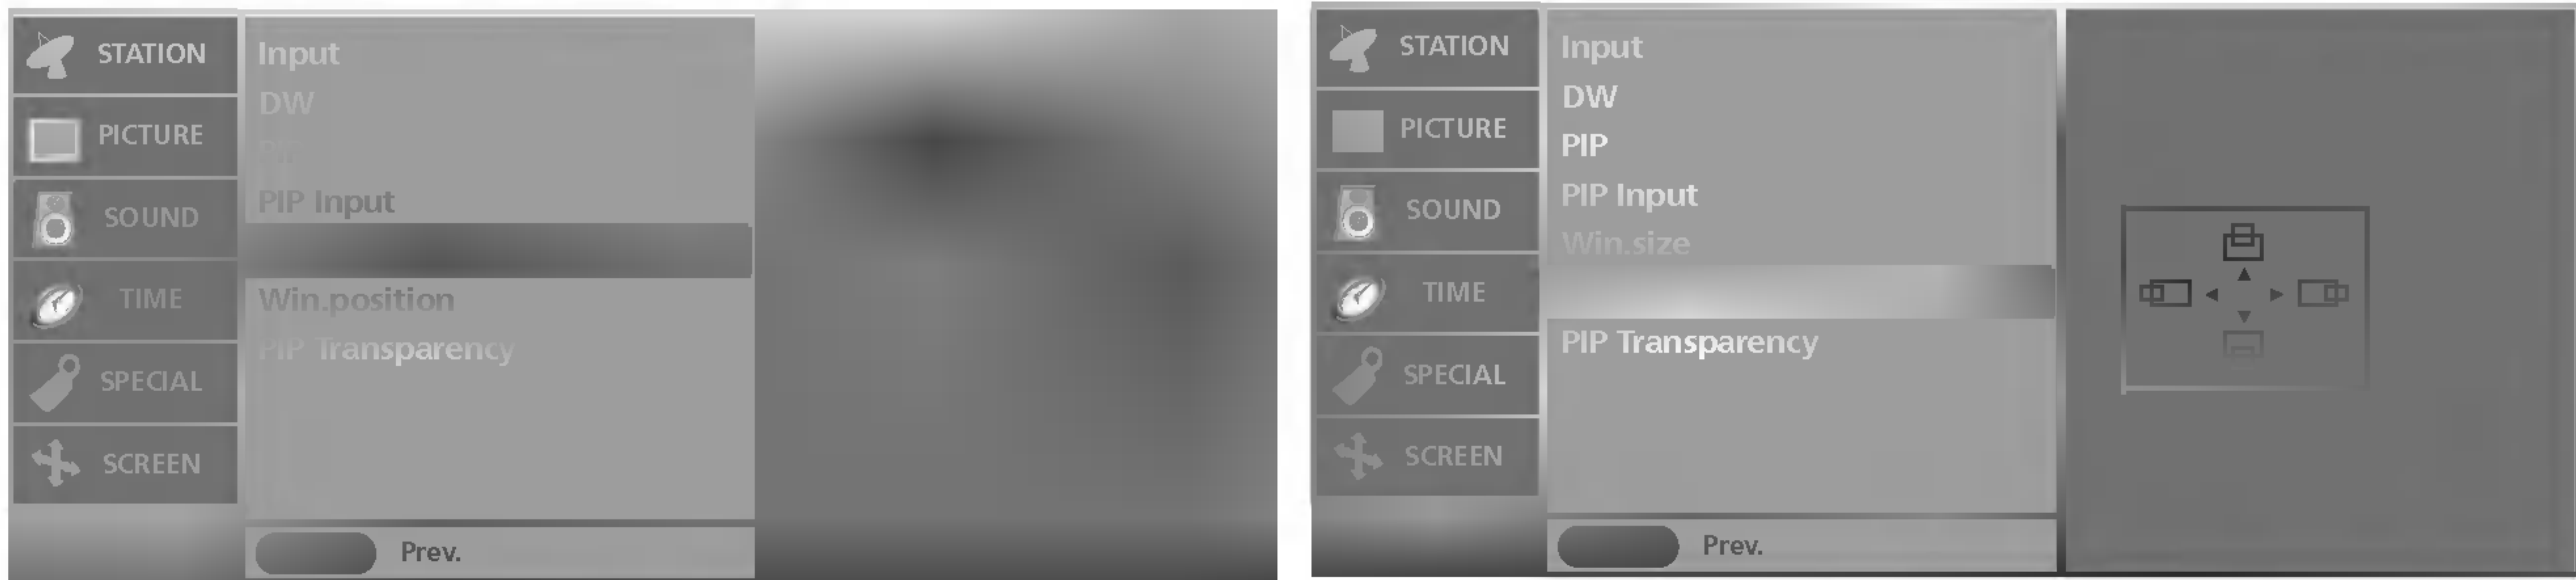 STATION
PICTURE
SOUND
TIME
SPECIAL
SCREEN
Input
DW
PIP
PIP Input
Win.position
PIP Transparency
Prev.
STATION
PICTURE
SOUND
TIME
SPECIAL
SCREEN
Input
DW
PIP
PIP Input
Win.size
PIP Transparency
Prev.